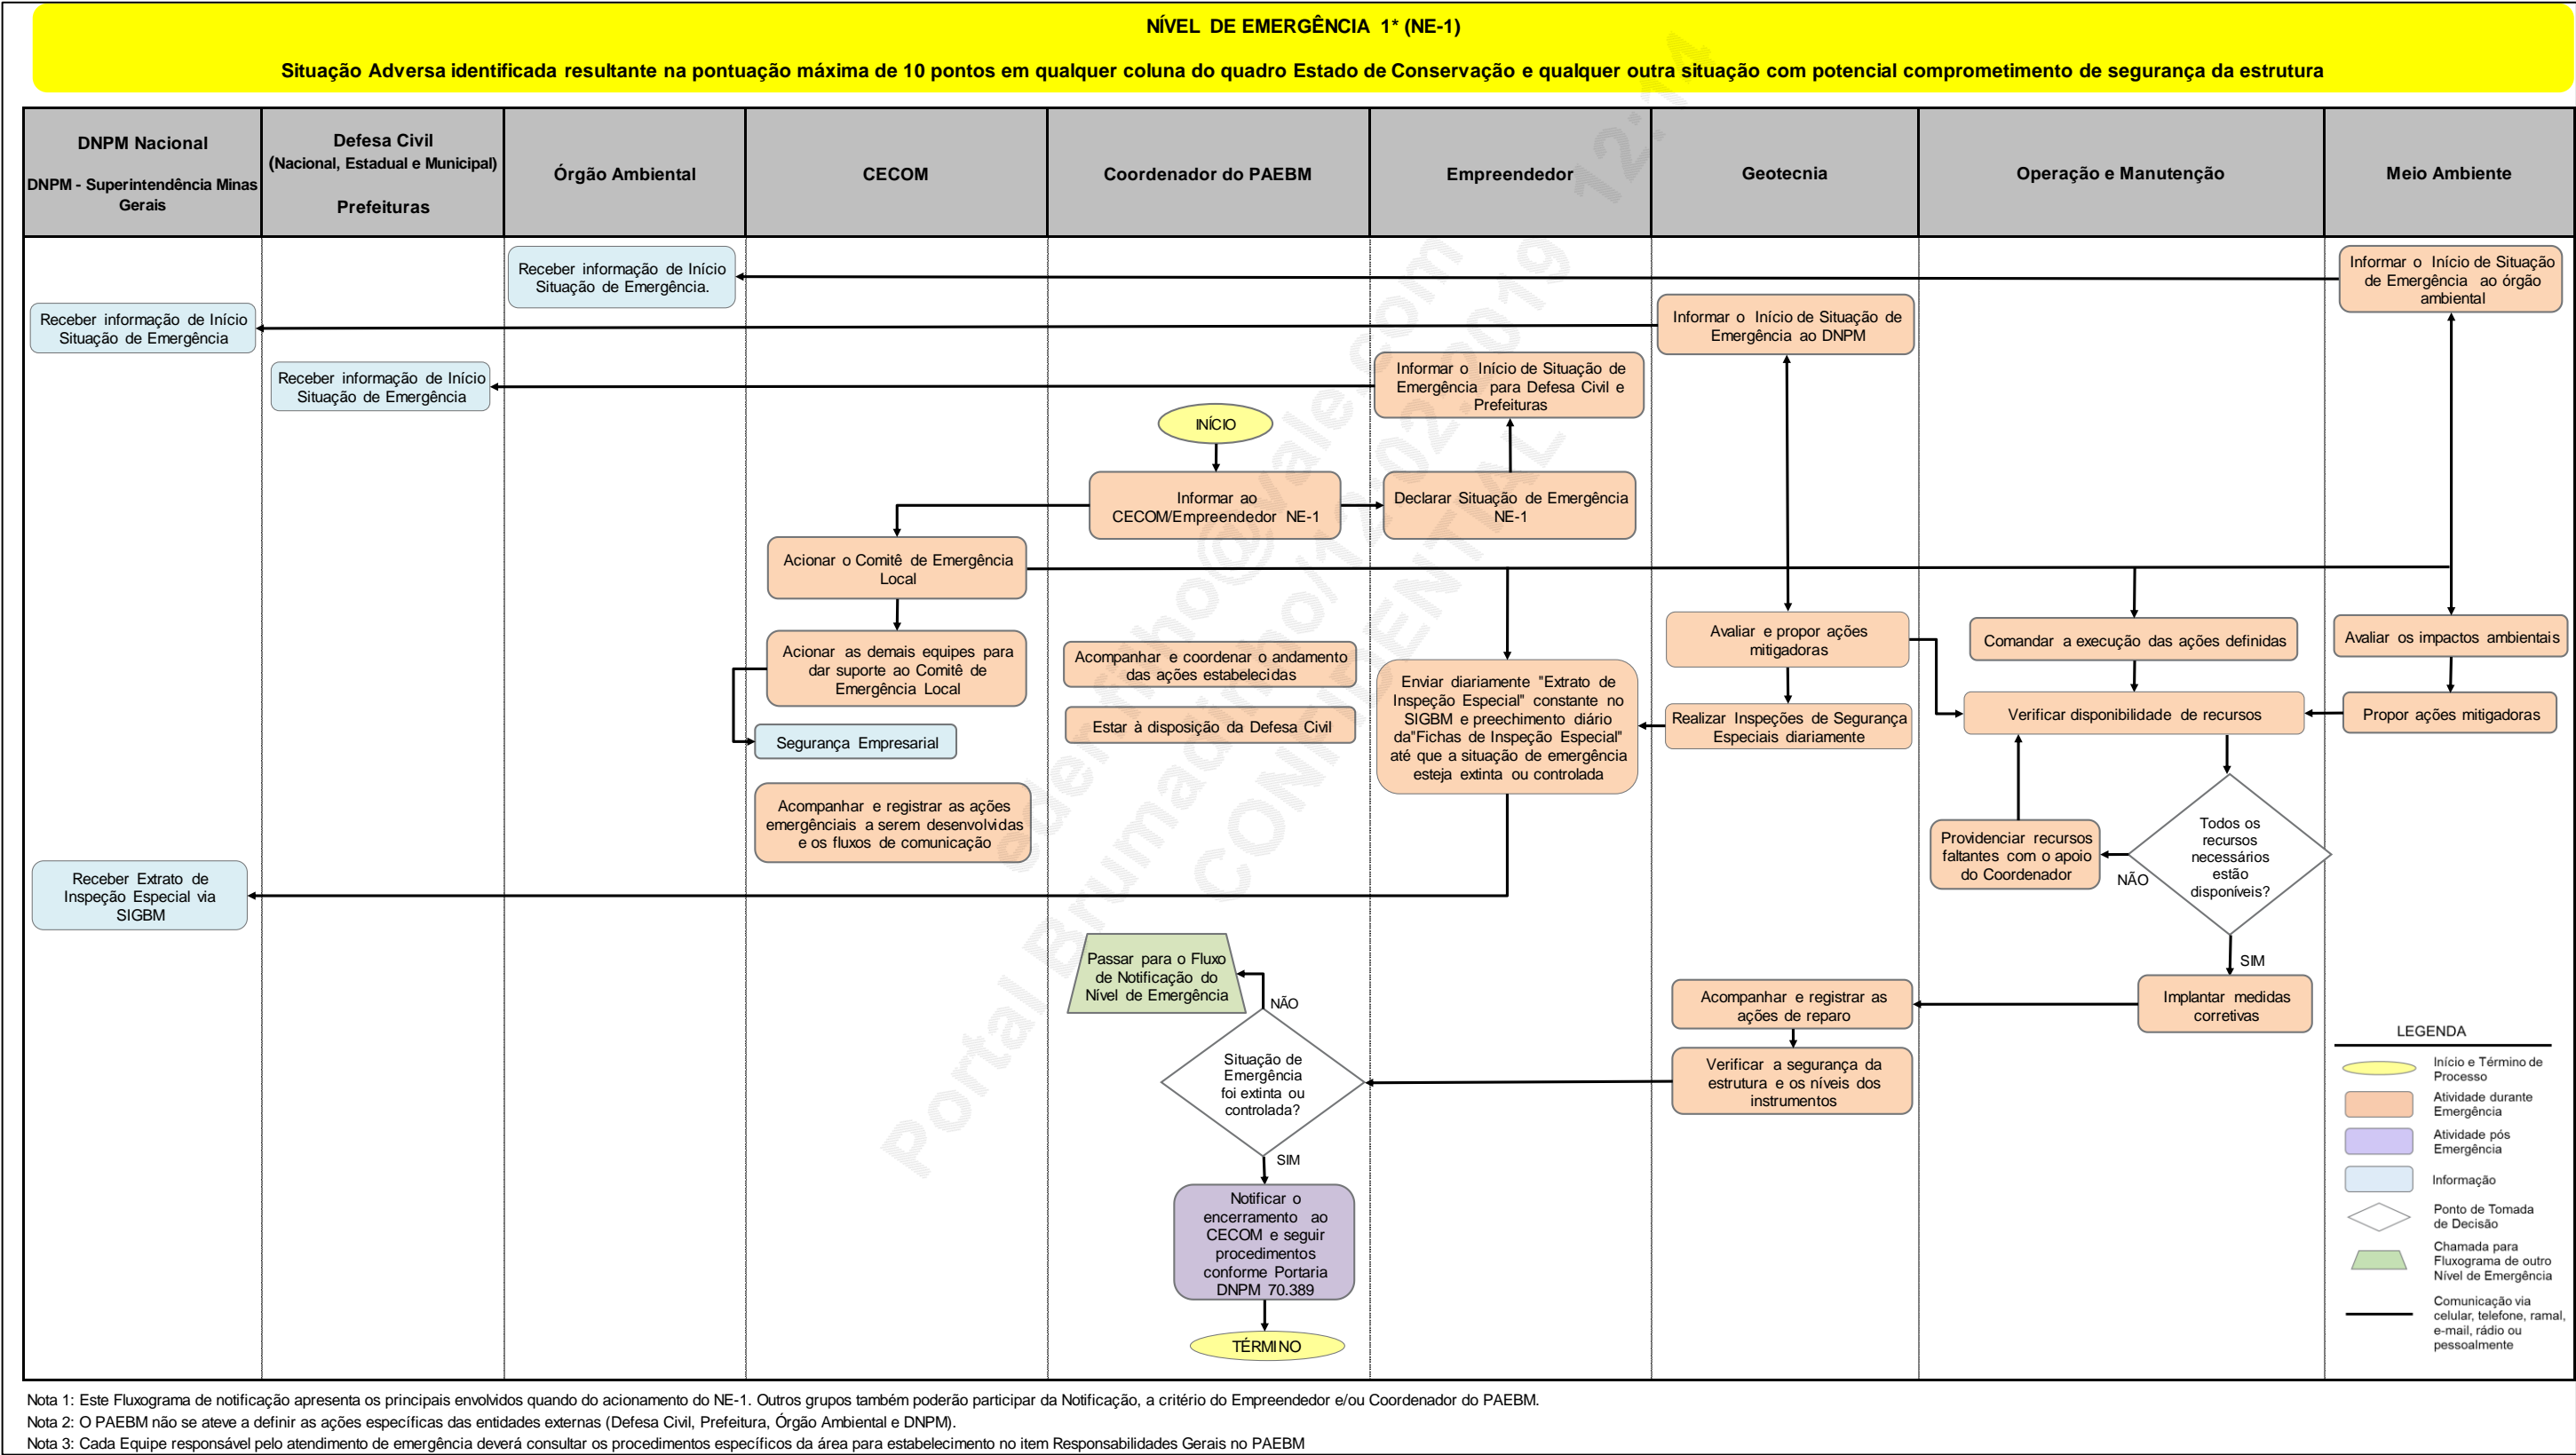 NÍVEL DE EMERGÊNCIA 1* (NE-1)
Situação Adversa identificada resultante na pontuação máxima de 10 pontos em qualquer coluna do quadro Estado de Conservação e qualquer outra situação com potencial comprometimento de segurança da estrutura
DNPM Nacional
DNPM - Superintendência Minas
Gerais
Defesa Civil
(Nacional, Estadual e Municipal)
Prefeituras
Órgão Ambiental
CECOM
Coordenador do PAEBM
Empreendedor
Geotecnia
Operação e Manutenção
Meio Ambiente
Receber informação de Início
Situação de Emergência.
Informar o Início de Situação
de Emergência ao órgão
ambiental
Receber informação de Início
Situação de Emergência
Informar o Início de Situação de
Emergência ao DNPM
Receber informação de Início
Situação de Emergência
Informar o Início de Situação de
Emergência para Defesa Civil e
Prefeituras
INÍCIO
Informar ao
CECOM/Empreendedor NE-1
Declarar Situação de Emergência
NE-1
Acionar o Comitê de Emergência
Local
Acionar as demais equipes para
dar suporte ao Comitê de
Emergência Local
Segurança Empresarial
Acompanhar e registrar as ações
emergênciais a serem desenvolvidas
e os fluxos de comunicação
Acompanhar e coordenar o andamento
das ações estabelecidas
Estar à disposição da Defesa Civil
Enviar diariamente "Extrato de
Inspeção Especial" constante no
SIGBM e preechimento diário
da"Fichas de Inspeção Especial"
até que a situação de emergência
esteja extinta ou controlada
Avaliar e propor ações
mitigadoras
Realizar Inspeções de Segurança
Especiais diariamente
Comandar a execução das ações definidas
Verificar disponibilidade de recursos
Avaliar os impactos ambientais
Propor ações mitigadoras
Providenciar recursos
faltantes com o apoio
do Coordenador
NÃO
Todos os
recursos
necessários
estão
disponíveis?
SIM
Receber Extrato de
Inspeção Especial via
SIGBM
Passar para o Fluxo
de Notificação do
Nível de Emergência
NÃO
Situação de
Emergência
foi extinta ou
controlada?
SIM
Acompanhar e registrar as
ações de reparo
Implantar medidas
corretivas
Verificar a segurança da
estrutura e os níveis dos
instrumentos
Notificar o
encerramento ao
CECOM e seguir
procedimentos
conforme Portaria
DNPM 70.389
TÉRMINO
LEGENDA
Início e Término de
Processo
Atividade durante
Emergência
Atividade pós
Emergência
Informação
Ponto de Tomada
de Decisão
Chamada para
Fluxograma de outro
Nível de Emergência
Comunicação via
celular, telefone, ramal,
e-mail, rádio ou
pessoalmente
Nota 1: Este Fluxograma de notificação apresenta os principais envolvidos quando do acionamento do NE-1. Outros grupos também poderão participar da Notificação, a critério do Empreendedor e/ou Coordenador do PAEBM.
Nota 2: O PAEBM não se ateve a definir as ações específicas das entidades externas (Defesa Civil, Prefeitura, Órgão Ambiental e DNPM).
Nota 3: Cada Equipe responsável pelo atendimento de emergência deverá consultar os procedimentos específicos da área para estabelecimento no item Responsabilidades Gerais no PAEBM
Portal Brumadinho/12.02.2019 12:14
CONFIDENTIAL